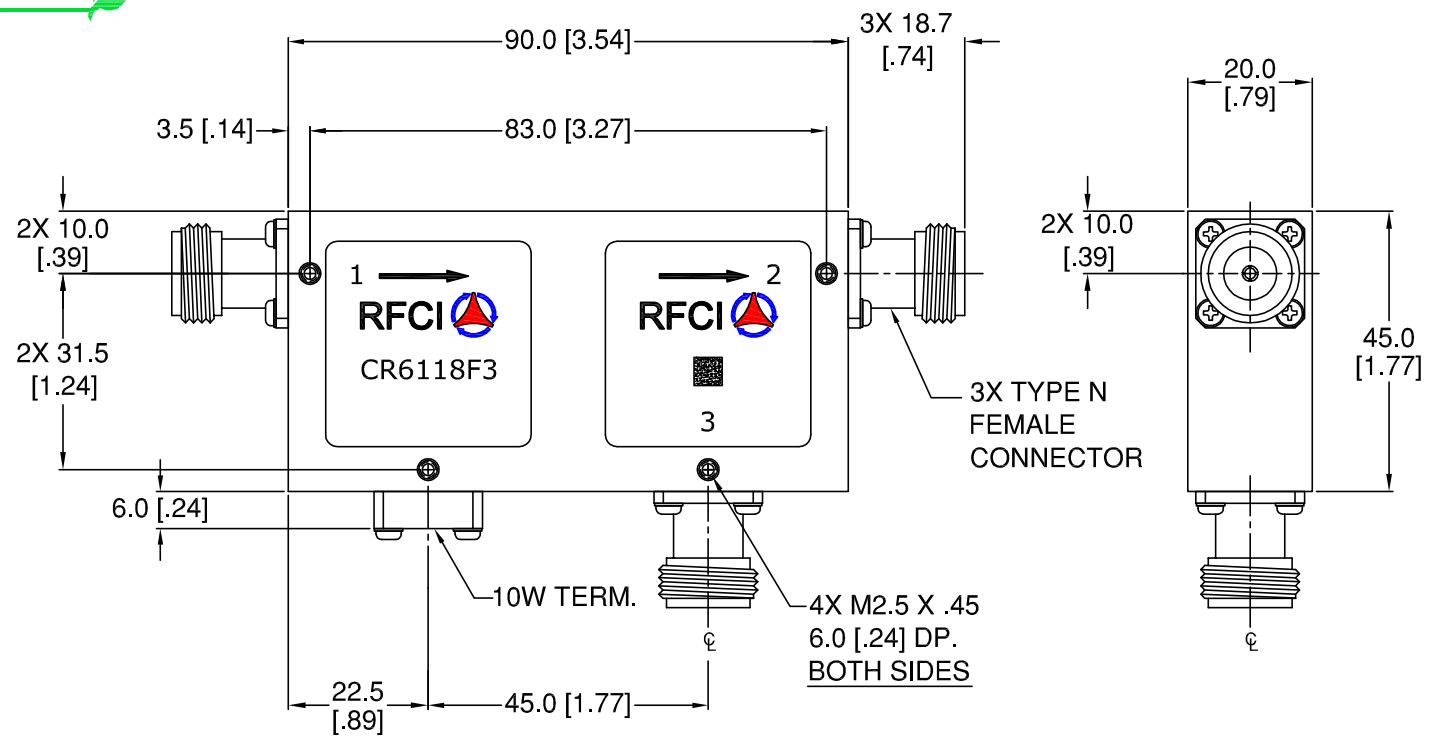 90.0 [3.54]
3X 18.7
[.74]
20.0
[.79]
3.5 [.14]
83.0 [3.27]
2X 10.0
[.39]
2X 10.0
[.39]
1
2
RFCI
RFCI
CR6118F3
3
2X 31.5
[1.24]
45.0
[1.77]
3X TYPE N
FEMALE
CONNECTOR
6.0 [.24]
10W TERM.
4X M2.5 X .45
6.0 [.24] DP.
BOTH SIDES
℄
℄
22.5
[.89]
45.0 [1.77]